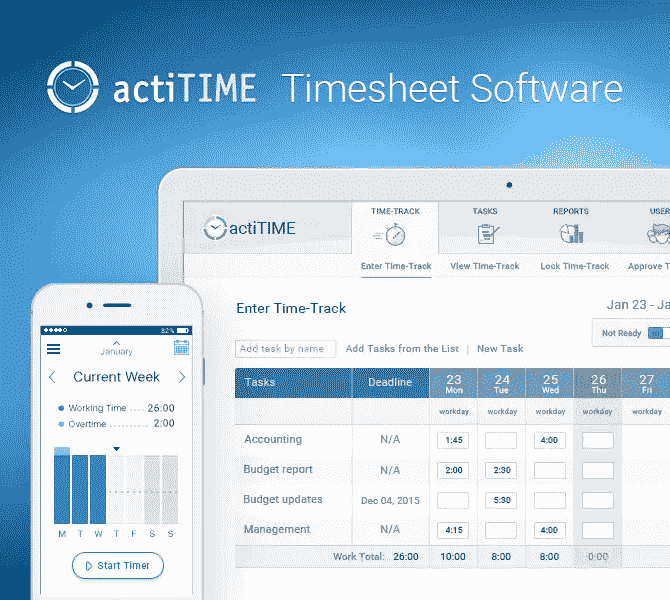 actiTIME Timesheet Software
actiTIME
TIME-TRACK TASKS REPORTS USER
Enter Time-Track View Time-Track Lock Time-Track Approve T
Enter Time-Track Jan 23 - Ja
Not Ready
Add task by name Add Tasks from the List | New Task
Tasks Deadline 23 24 25 26 27
Mon Tue Wed Thu Fri
workday workday workday workday workday
Accounting N/A 1:45 4:00
Budget report N/A 2:00 2:30
Budget updates Dec 04, 2015 5:30
Management N/A 4:15 4:00
Work Total: 26:00 10:00 8:00 8:00 0:00
82%
January
Current Week
Working Time .... 26:00
Overtime ......... 2:00
M T W T F S S
Start Timer